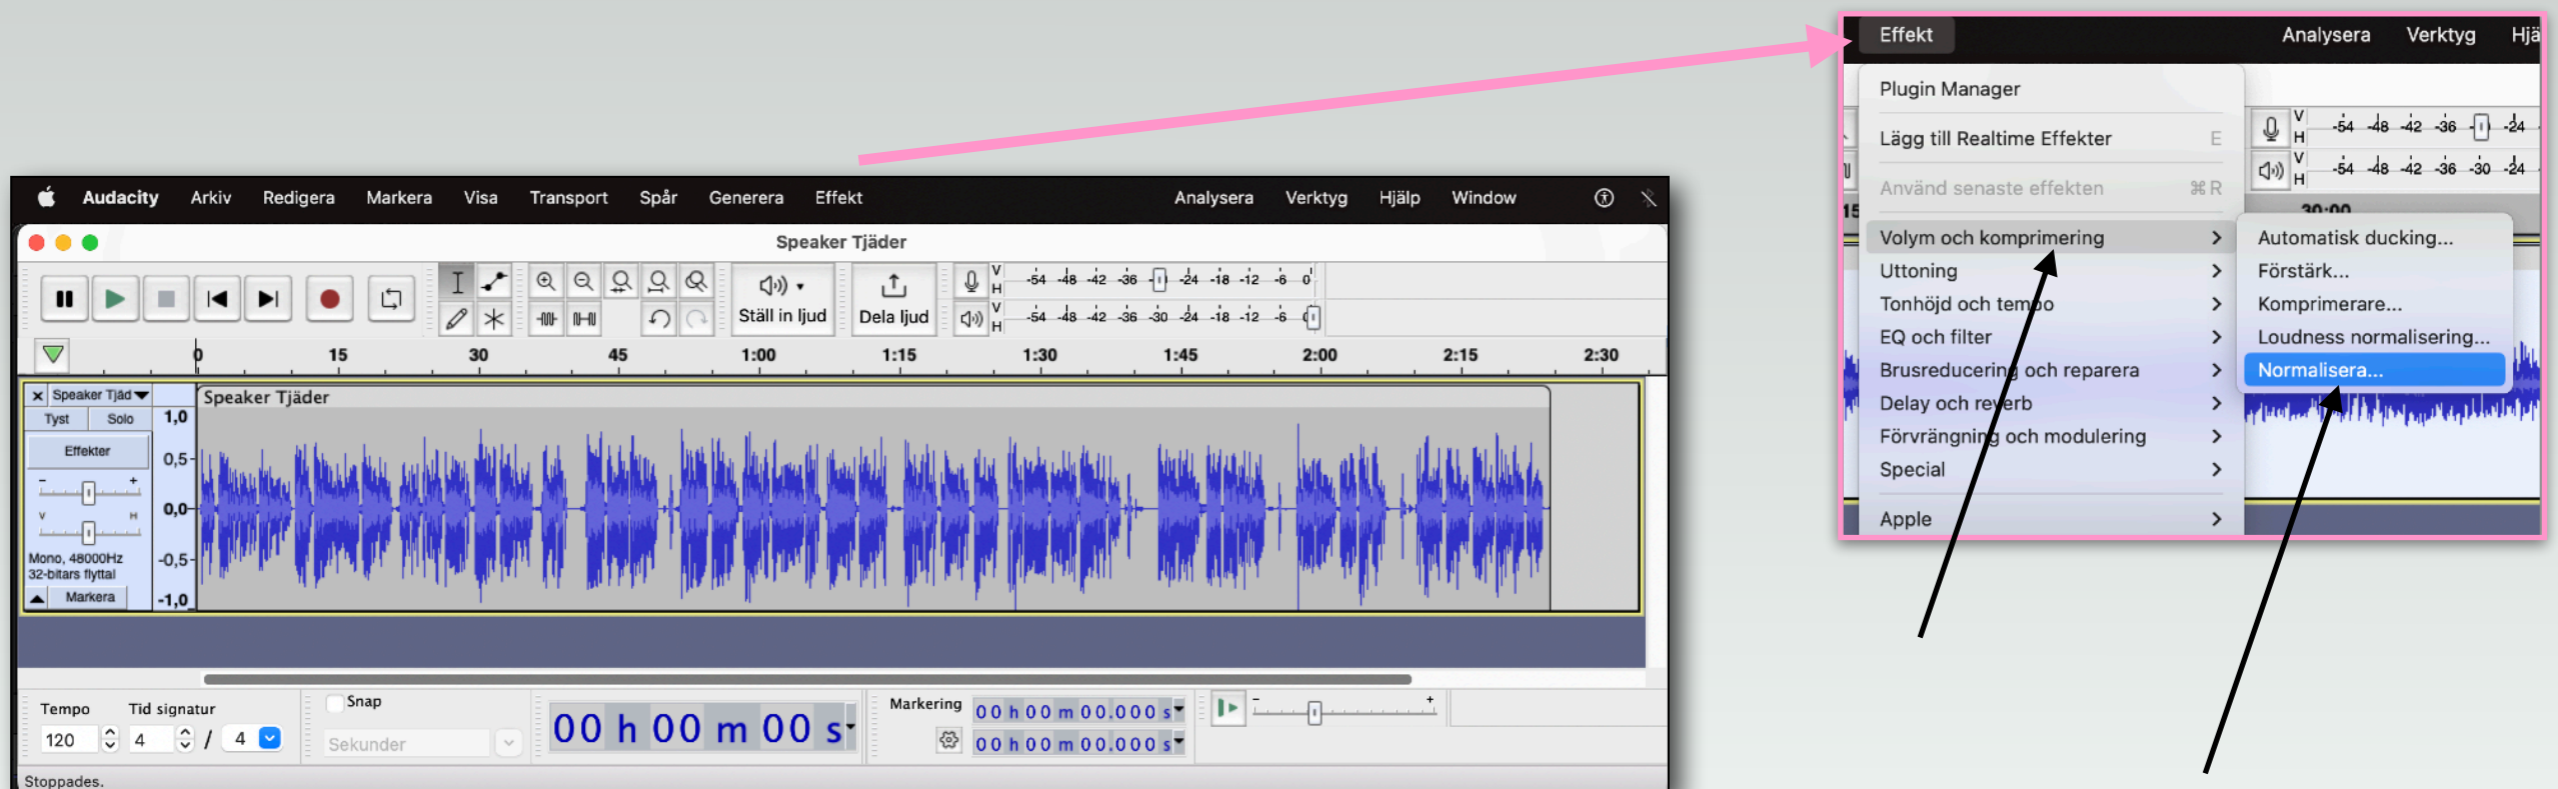 Audacity Arkiv Redigera Markera Visa Transport Spår Generera Effekt Analysera Verktyg Hjälp Window
Speaker Tjäder
Ställ in ljud
Dela ljud
V
H
-54 -48 -42 -36 -24 -18 -12 -6 0
V
H
-54 -48 -42 -36 -30 -24 -18 -12 -6
0 15 30 45 1:00 1:15 1:30 1:45 2:00 2:15 2:30
Speaker Tjäd
Speaker Tjäder
Tyst Solo
Effekter
- +
V H
Mono, 48000Hz
32-bitars flyttal
Markera
1,0
0,5
0,0
-0,5
-1,0
Tempo
120
Tid signatur
4 / 4
Snap
Sekunder
00 h 00 m 00 s
Markering
00 h 00 m 00.000 s
00 h 00 m 00.000 s
- +
Stoppades.
Effekt Analysera Verktyg Hjä
Plugin Manager
Lägg till Realtime Effekter E
Använd senaste effekten ⌘ R
Volym och komprimering
Uttoning
Tonhöjd och tempo
EQ och filter
Brusreducering och reparera
Delay och reverb
Förvrängning och modulering
Special
Apple
V
H
-54 -48 -42 -36 -24
V
H
-54 -48 -42 -36 -30 -24
15 30:00
Automatisk ducking...
Förstärk...
Komprimerare...
Loudness normalisering...
Normalisera...